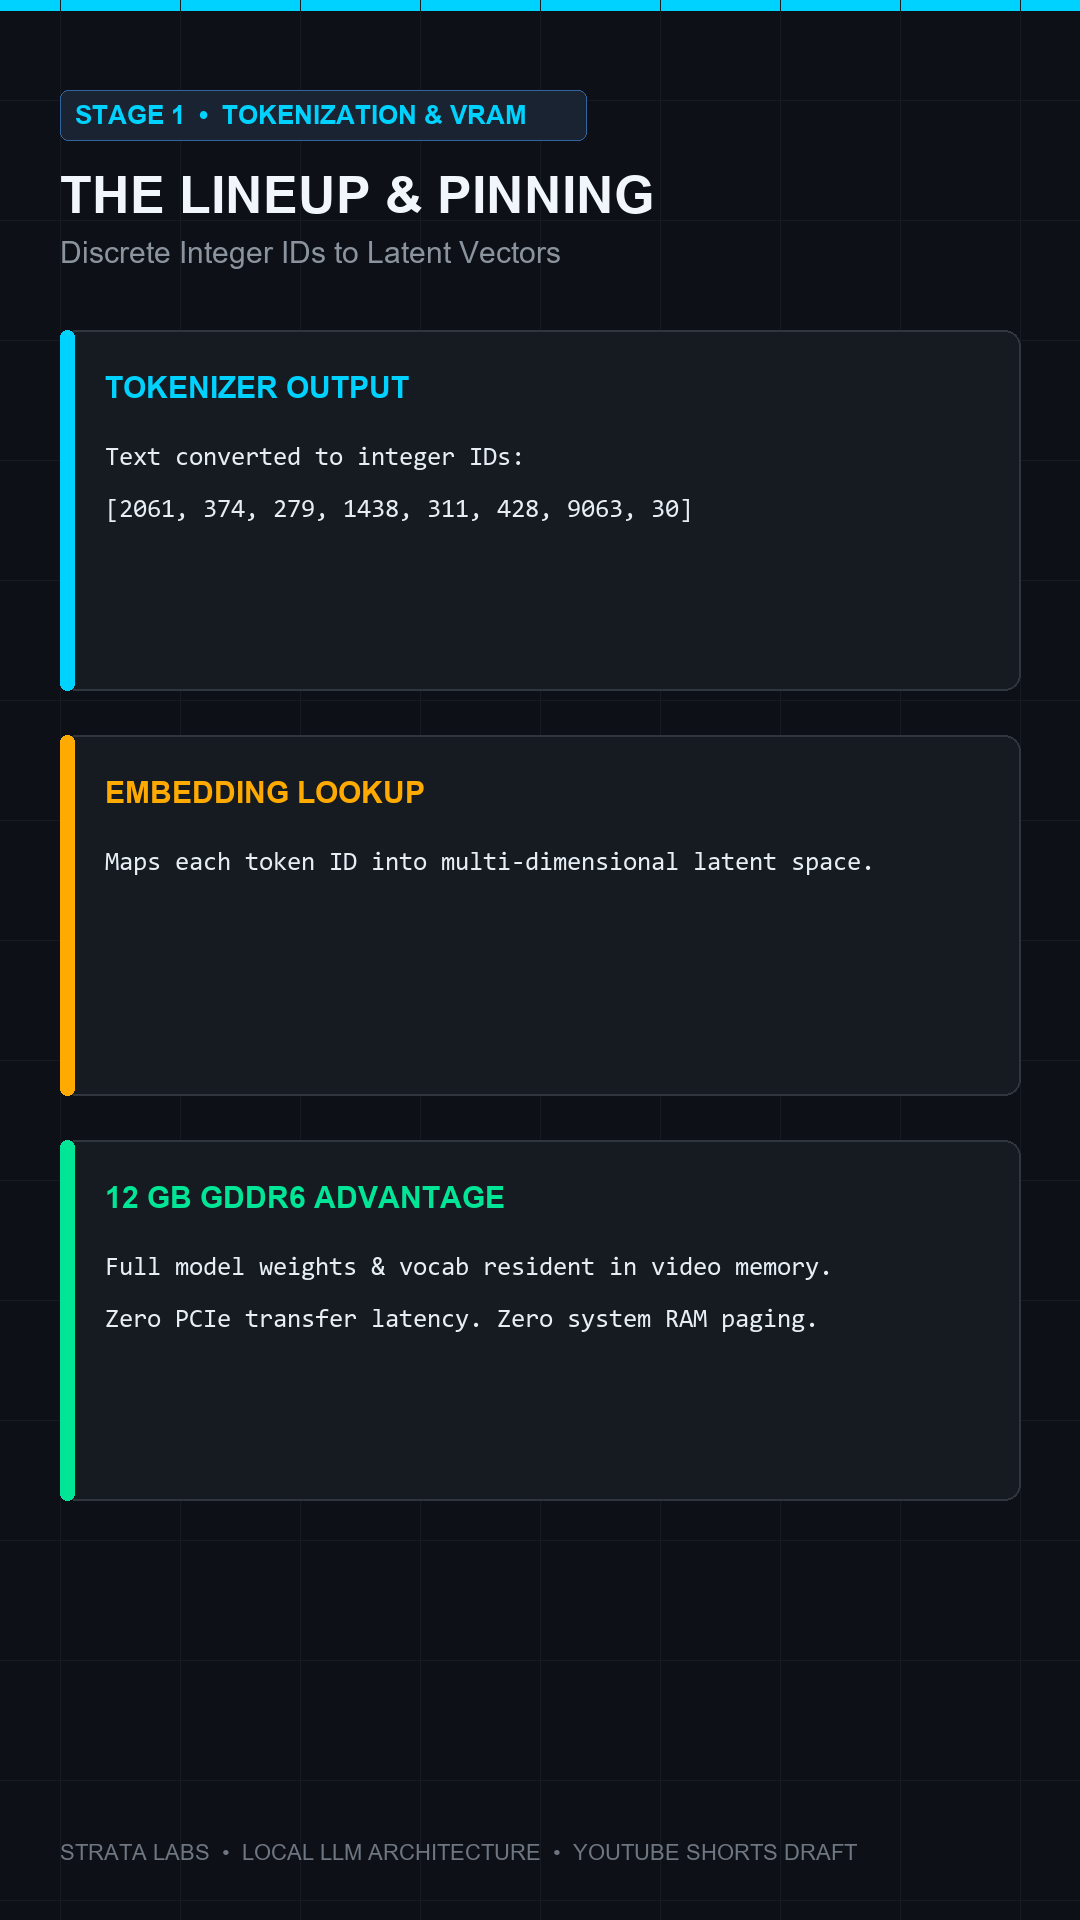 STAGE 1 • TOKENIZATION & VRAM
THE LINEUP & PINNING
Discrete Integer IDs to Latent Vectors
TOKENIZER OUTPUT
Text converted to integer IDs:
[2061, 374, 279, 1438, 311, 428, 9063, 30]
EMBEDDING LOOKUP
Maps each token ID into multi-dimensional latent space.
12 GB GDDR6 ADVANTAGE
Full model weights & vocab resident in video memory.
Zero PCIe transfer latency. Zero system RAM paging.
STRATA LABS • LOCAL LLM ARCHITECTURE • YOUTUBE SHORTS DRAFT